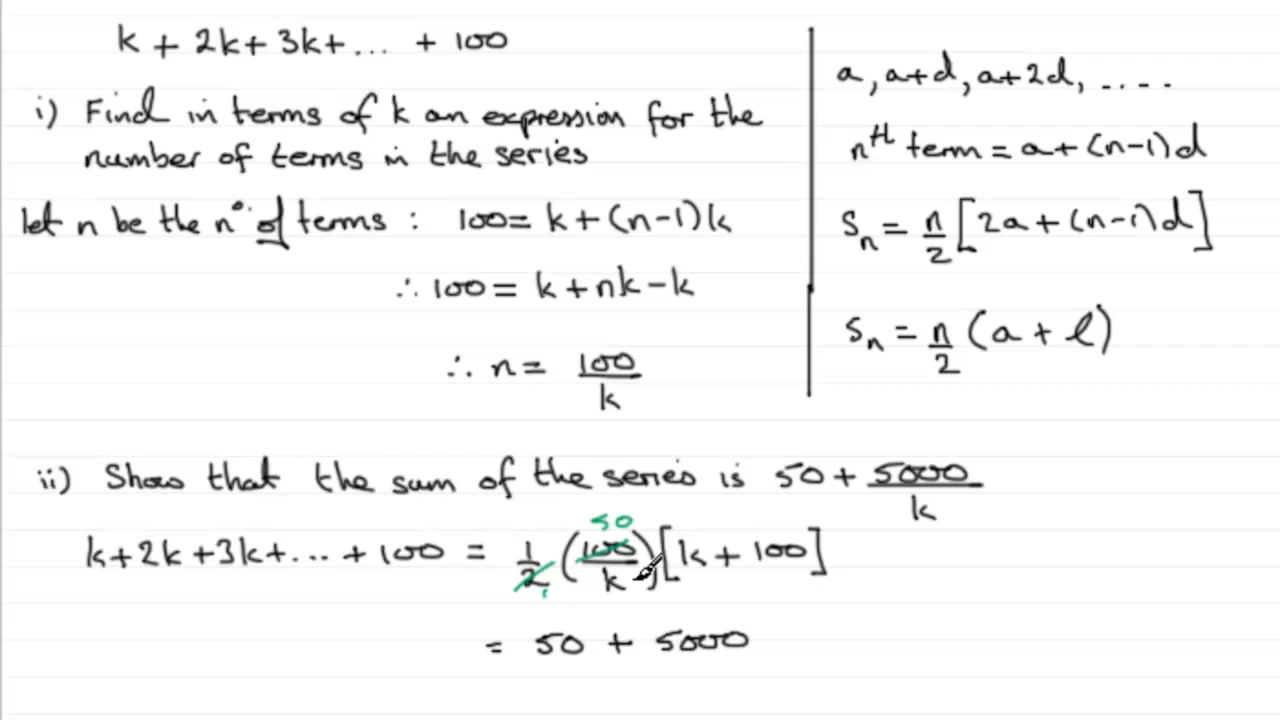 k + 2k + 3k + ... + 100
i) Find in terms of k an expression for the
number of terms in the series
let n be the nº of terms : 100 = k + (n-1)k
∴ 100 = k + nk - k
∴ n = 100/k
a, a+d, a+2d, ....
nth term = a + (n-1)d
Sn = n/2 [2a + (n-1)d]
Sn = n/2 (a + l)
ii) Show that the sum of the series is 50 + 5000/k
50
k + 2k + 3k + ... + 100 = 1/2 (100/k) [k + 100]
1
= 50 + 5000